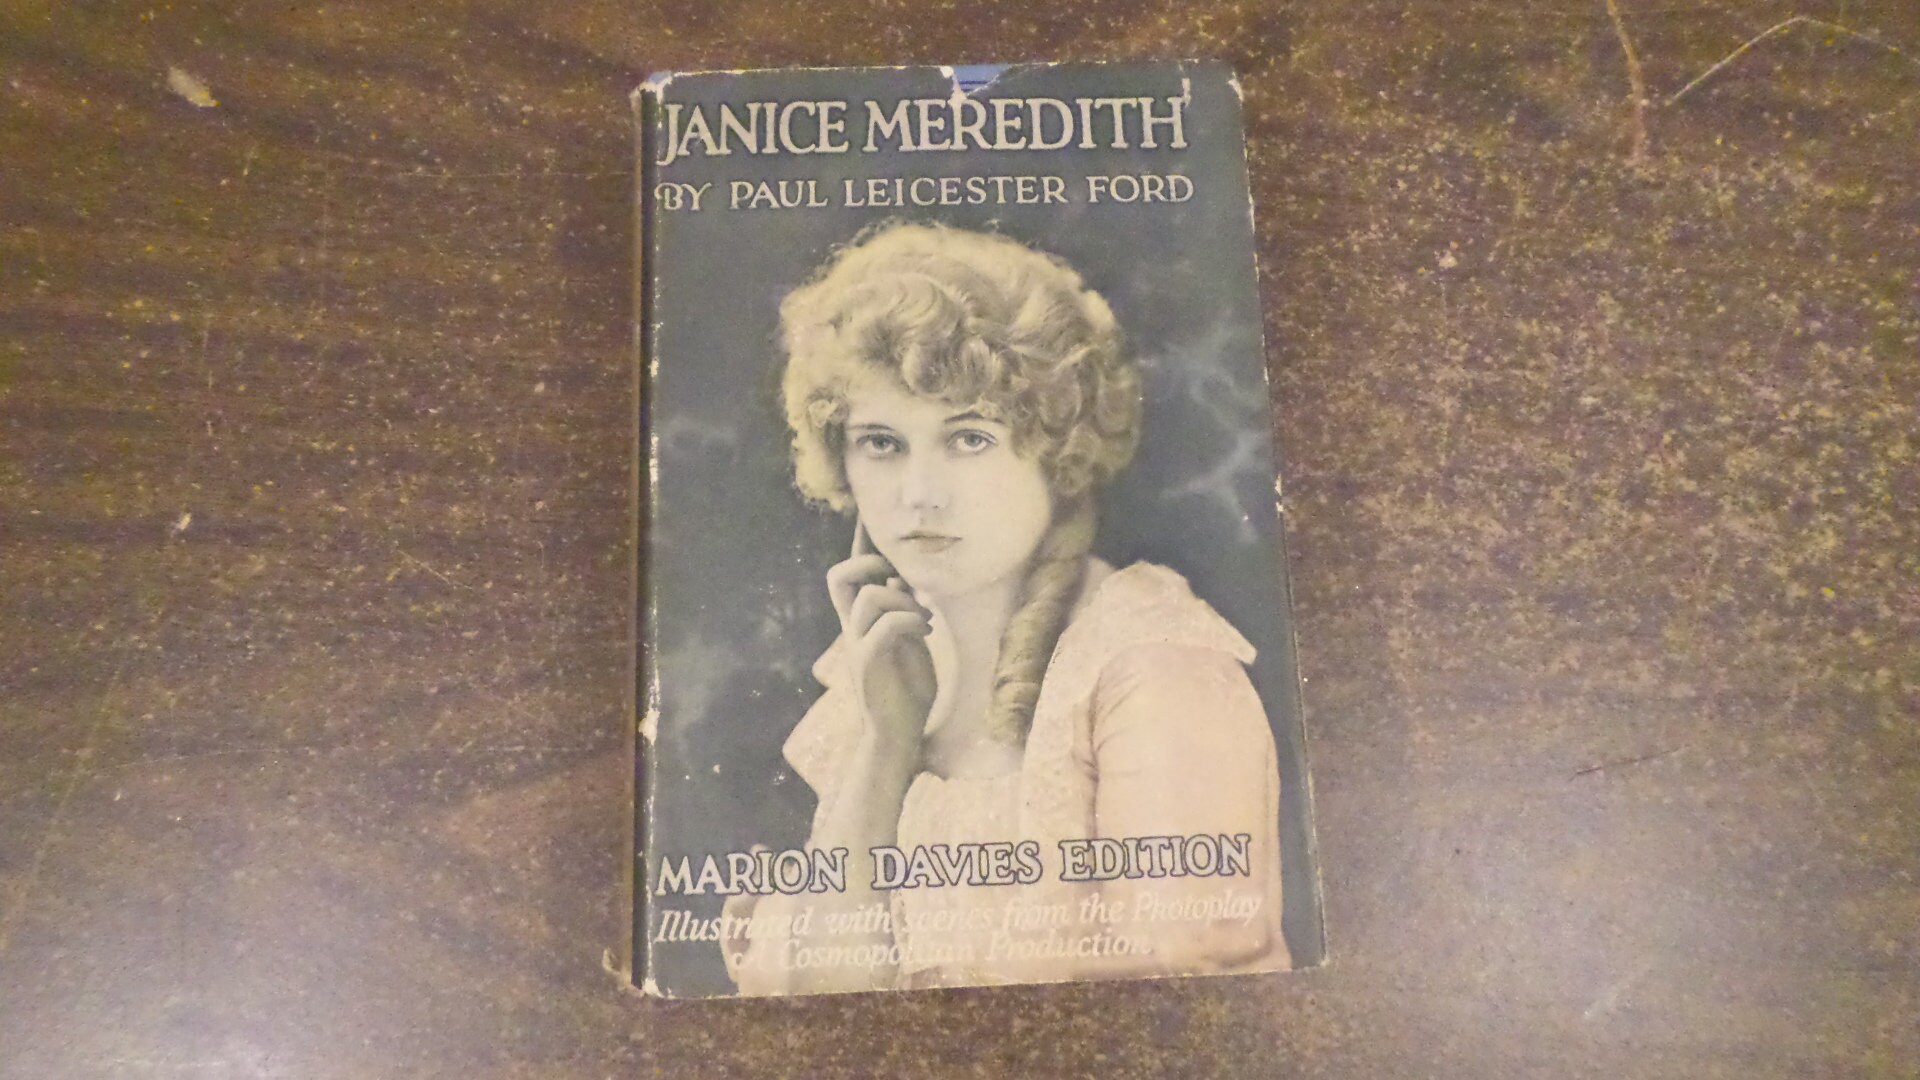 JANICE MEREDITH
BY PAUL LEICESTER FORD
MARION DAVIES EDITION
Illustrated with scenes from the Photoplay
A Cosmopolitan Production